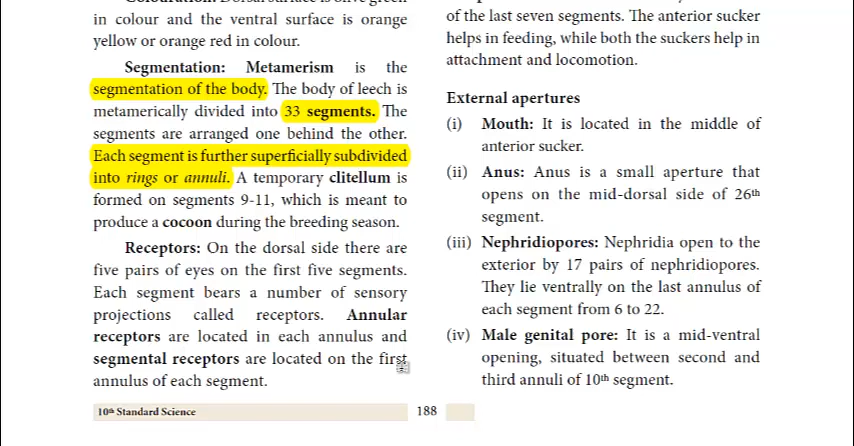 in colour and the ventral surface is orange
yellow or orange red in colour.
Segmentation: Metamerism is the
segmentation of the body. The body of leech is
metamerically divided into 33 segments. The
segments are arranged one behind the other.
Each segment is further superficially subdivided
into rings or annuli. A temporary clitellum is
formed on segments 9-11, which is meant to
produce a cocoon during the breeding season.
Receptors: On the dorsal side there are
five pairs of eyes on the first five segments.
Each segment bears a number of sensory
projections called receptors. Annular
receptors are located in each annulus and
segmental receptors are located on the first
annulus of each segment.
of the last seven segments. The anterior sucker
helps in feeding, while both the suckers help in
attachment and locomotion.
External apertures
(i) Mouth: It is located in the middle of
anterior sucker.
(ii) Anus: Anus is a small aperture that
opens on the mid-dorsal side of 26th
segment.
(iii) Nephridiopores: Nephridia open to the
exterior by 17 pairs of nephridiopores.
They lie ventrally on the last annulus of
each segment from 6 to 22.
(iv) Male genital pore: It is a mid-ventral
opening, situated between second and
third annuli of 10th segment.
10th Standard Science
188